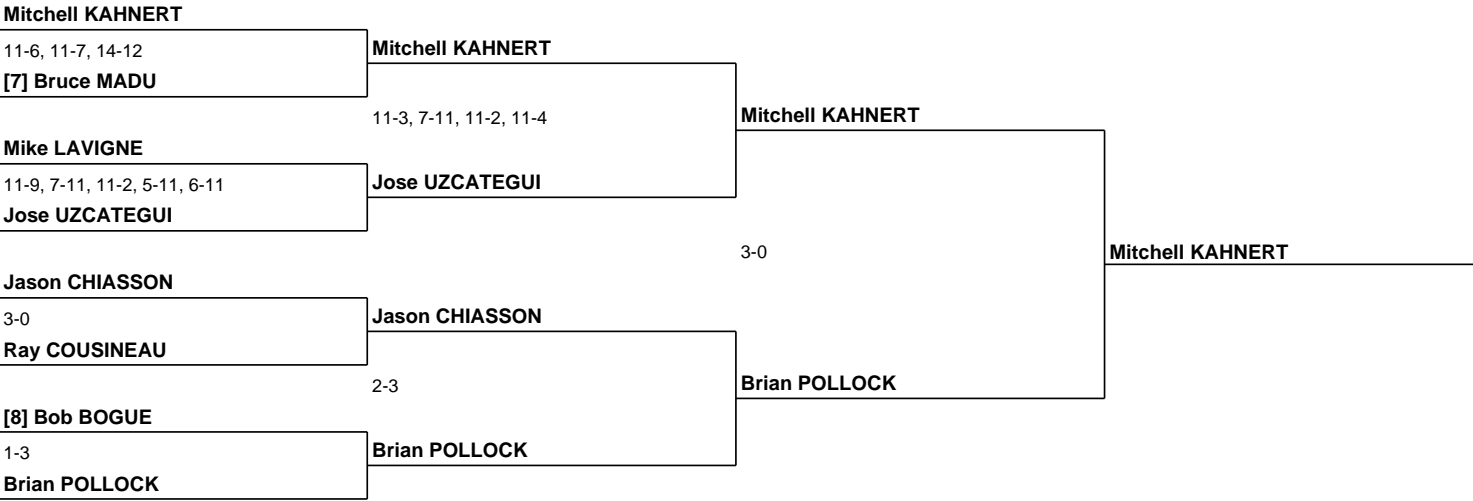 Mitchell KAHNERT
11-6, 11-7, 14-12
Mitchell KAHNERT
[7] Bruce MADU
11-3, 7-11, 11-2, 11-4
Mitchell KAHNERT
Mike LAVIGNE
11-9, 7-11, 11-2, 5-11, 6-11
Jose UZCATEGUI
Jose UZCATEGUI
3-0
Mitchell KAHNERT
Jason CHIASSON
3-0
Jason CHIASSON
Ray COUSINEAU
2-3
Brian POLLOCK
[8] Bob BOGUE
1-3
Brian POLLOCK
Brian POLLOCK